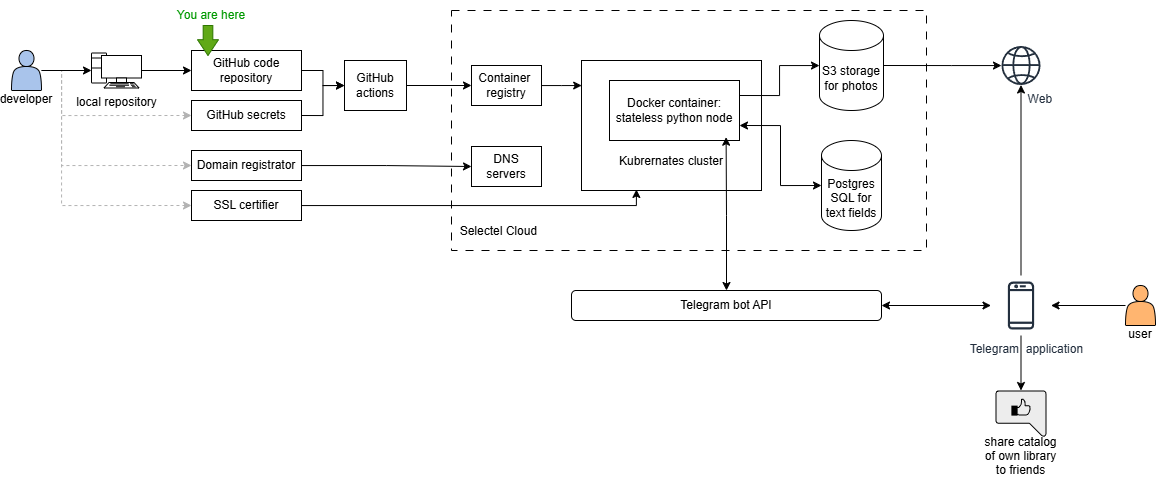 You are here
developer
local repository
GitHub code
repository
GitHub secrets
Domain registrator
SSL certifier
GitHub
actions
Container
registry
DNS
servers
Docker container:
stateless python node
Kubrernates cluster
S3 storage
for photos
Postgres
SQL for
text fields
Selectel Cloud
Web
Telegram bot API
Telegram application
user
share catalog
of own library
to friends